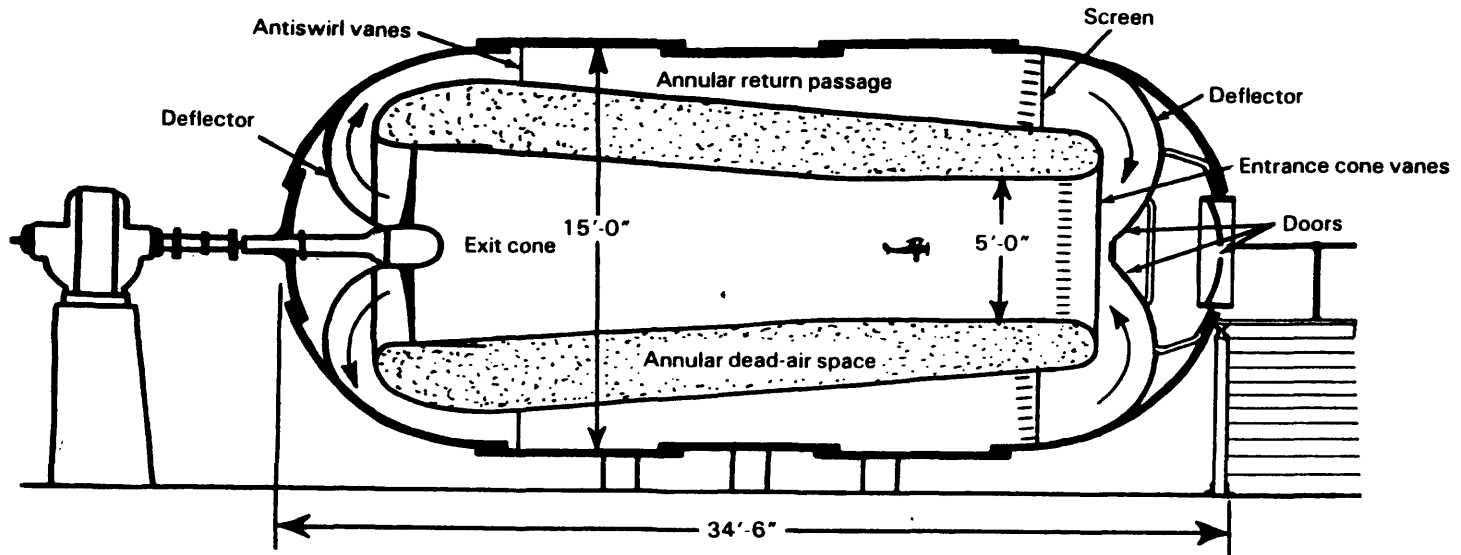 Screen
Antiswirl vanes
Annular return passage
Deflector
Deflector
Entrance cone vanes
15'-0"
5'-0"
Doors
Exit cone
Annular dead-air space
34'-6"